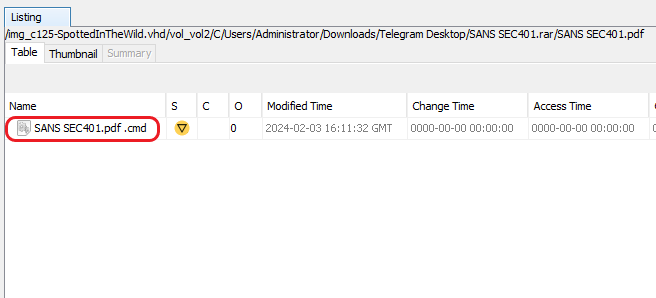 Listing
/img_c125-SpottedInTheWild.vhd/vol_vol2/C/Users/Administrator/Downloads/Telegram Desktop/SANS SEC401.rar/SANS SEC401.pdf
Table Thumbnail Summary
Name S C O Modified Time Change Time Access Time
SANS SEC401.pdf .cmd 0 2024-02-03 16:11:32 GMT 0000-00-00 00:00:00 0000-00-00 00:00:00